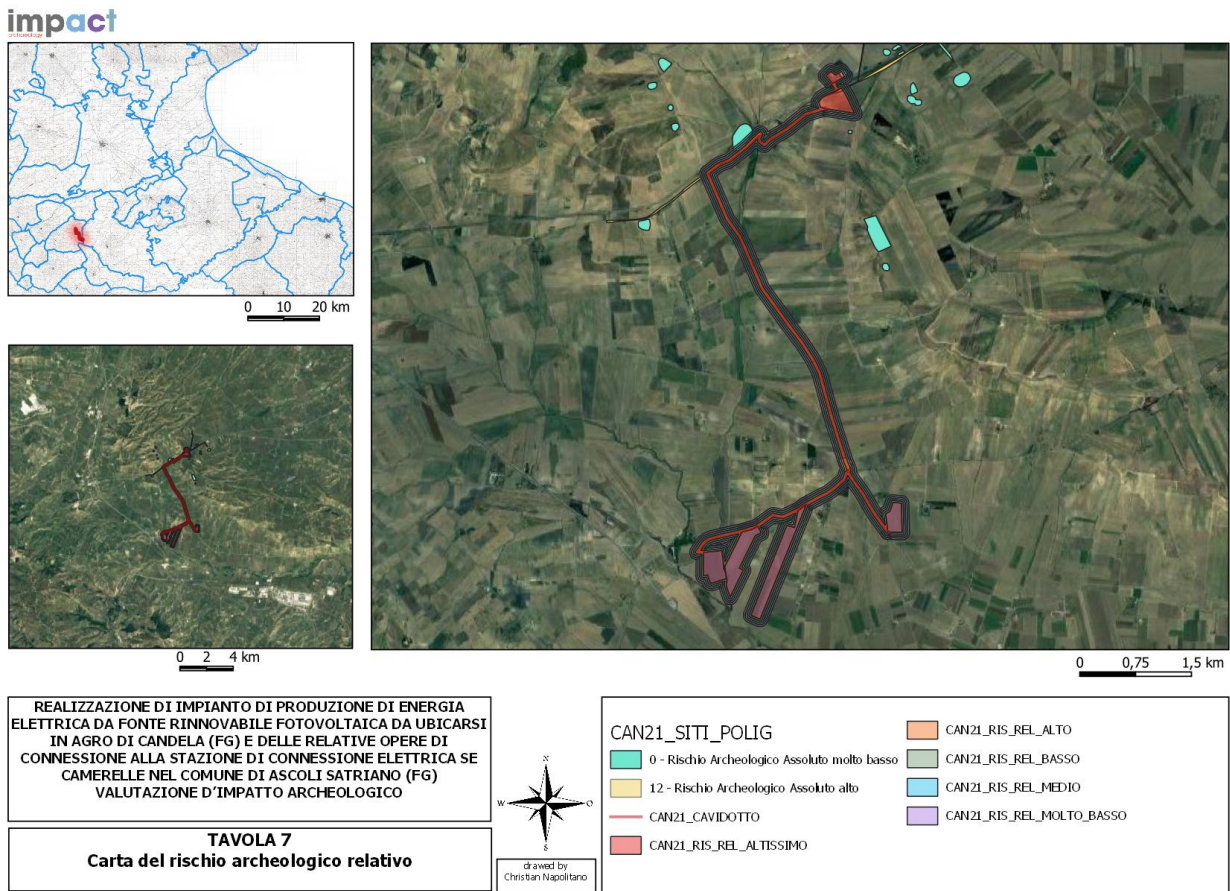 impact
archaeology
0 10 20 km
0 2 4 km
0 0,75 1,5 km
REALIZZAZIONE DI IMPIANTO DI PRODUZIONE DI ENERGIA
ELETTRICA DA FONTE RINNOVABILE FOTOVOLTAICA DA UBICARSI
IN AGRO DI CANDELA (FG) E DELLE RELATIVE OPERE DI
CONNESSIONE ALLA STAZIONE DI CONNESSIONE ELETTRICA SE
CAMERELLE NEL COMUNE DI ASCOLI SATRIANO (FG)
VALUTAZIONE D'IMPATTO ARCHEOLOGICO
TAVOLA 7
Carta del rischio archeologico relativo
N
W O
S
drawed by
Christian Napolitano
CAN21_SITI_POLIG
0 - Rischio Archeologico Assoluto molto basso
12 - Rischio Archeologico Assoluto alto
CAN21_CAVIDOTTO
CAN21_RIS_REL_ALTISSIMO
CAN21_RIS_REL_ALTO
CAN21_RIS_REL_BASSO
CAN21_RIS_REL_MEDIO
CAN21_RIS_REL_MOLTO_BASSO